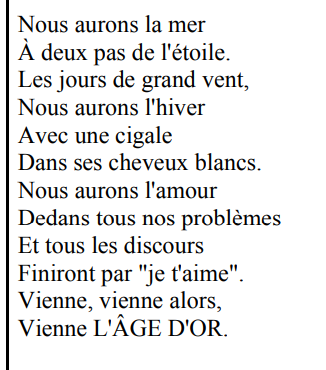 Nous aurons la mer
À deux pas de l'étoile.
Les jours de grand vent,
Nous aurons l'hiver
Avec une cigale
Dans ses cheveux blancs.
Nous aurons l'amour
Dedans tous nos problèmes
Et tous les discours
Finiront par "je t'aime".
Vienne, vienne alors,
Vienne L'ÂGE D'OR.